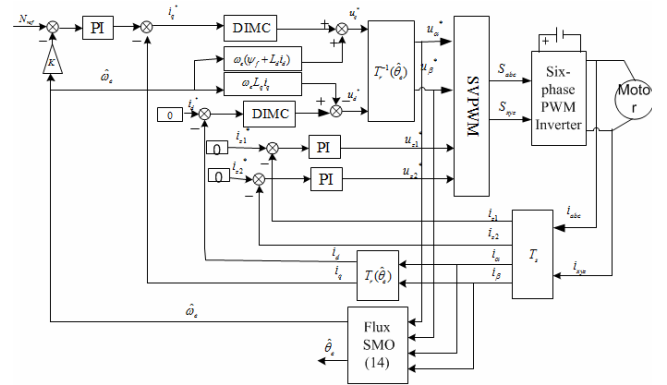 N_ref
PI
i_q*
DIMC
u_q*
u_α*
K
ω_e(ψ_f + L_d i_d)
T_r^{-1}(θ̂_e)
u_β*
S_abc
Six-
phase
PWM
Inverter
Motor
ω̂_e
ω_e L_q i_q
SVPWM
i_d*
0
DIMC
u_d*
S_xyz
0
i_z1*
PI
u_z1*
0
i_z2*
PI
u_z2*
i_z1
i_abc
i_z2
T_s
i_d
T_r(θ̂_e)
i_α
i_q
i_β
ω̂_e
Flux
SMO
(14)
θ̂_e